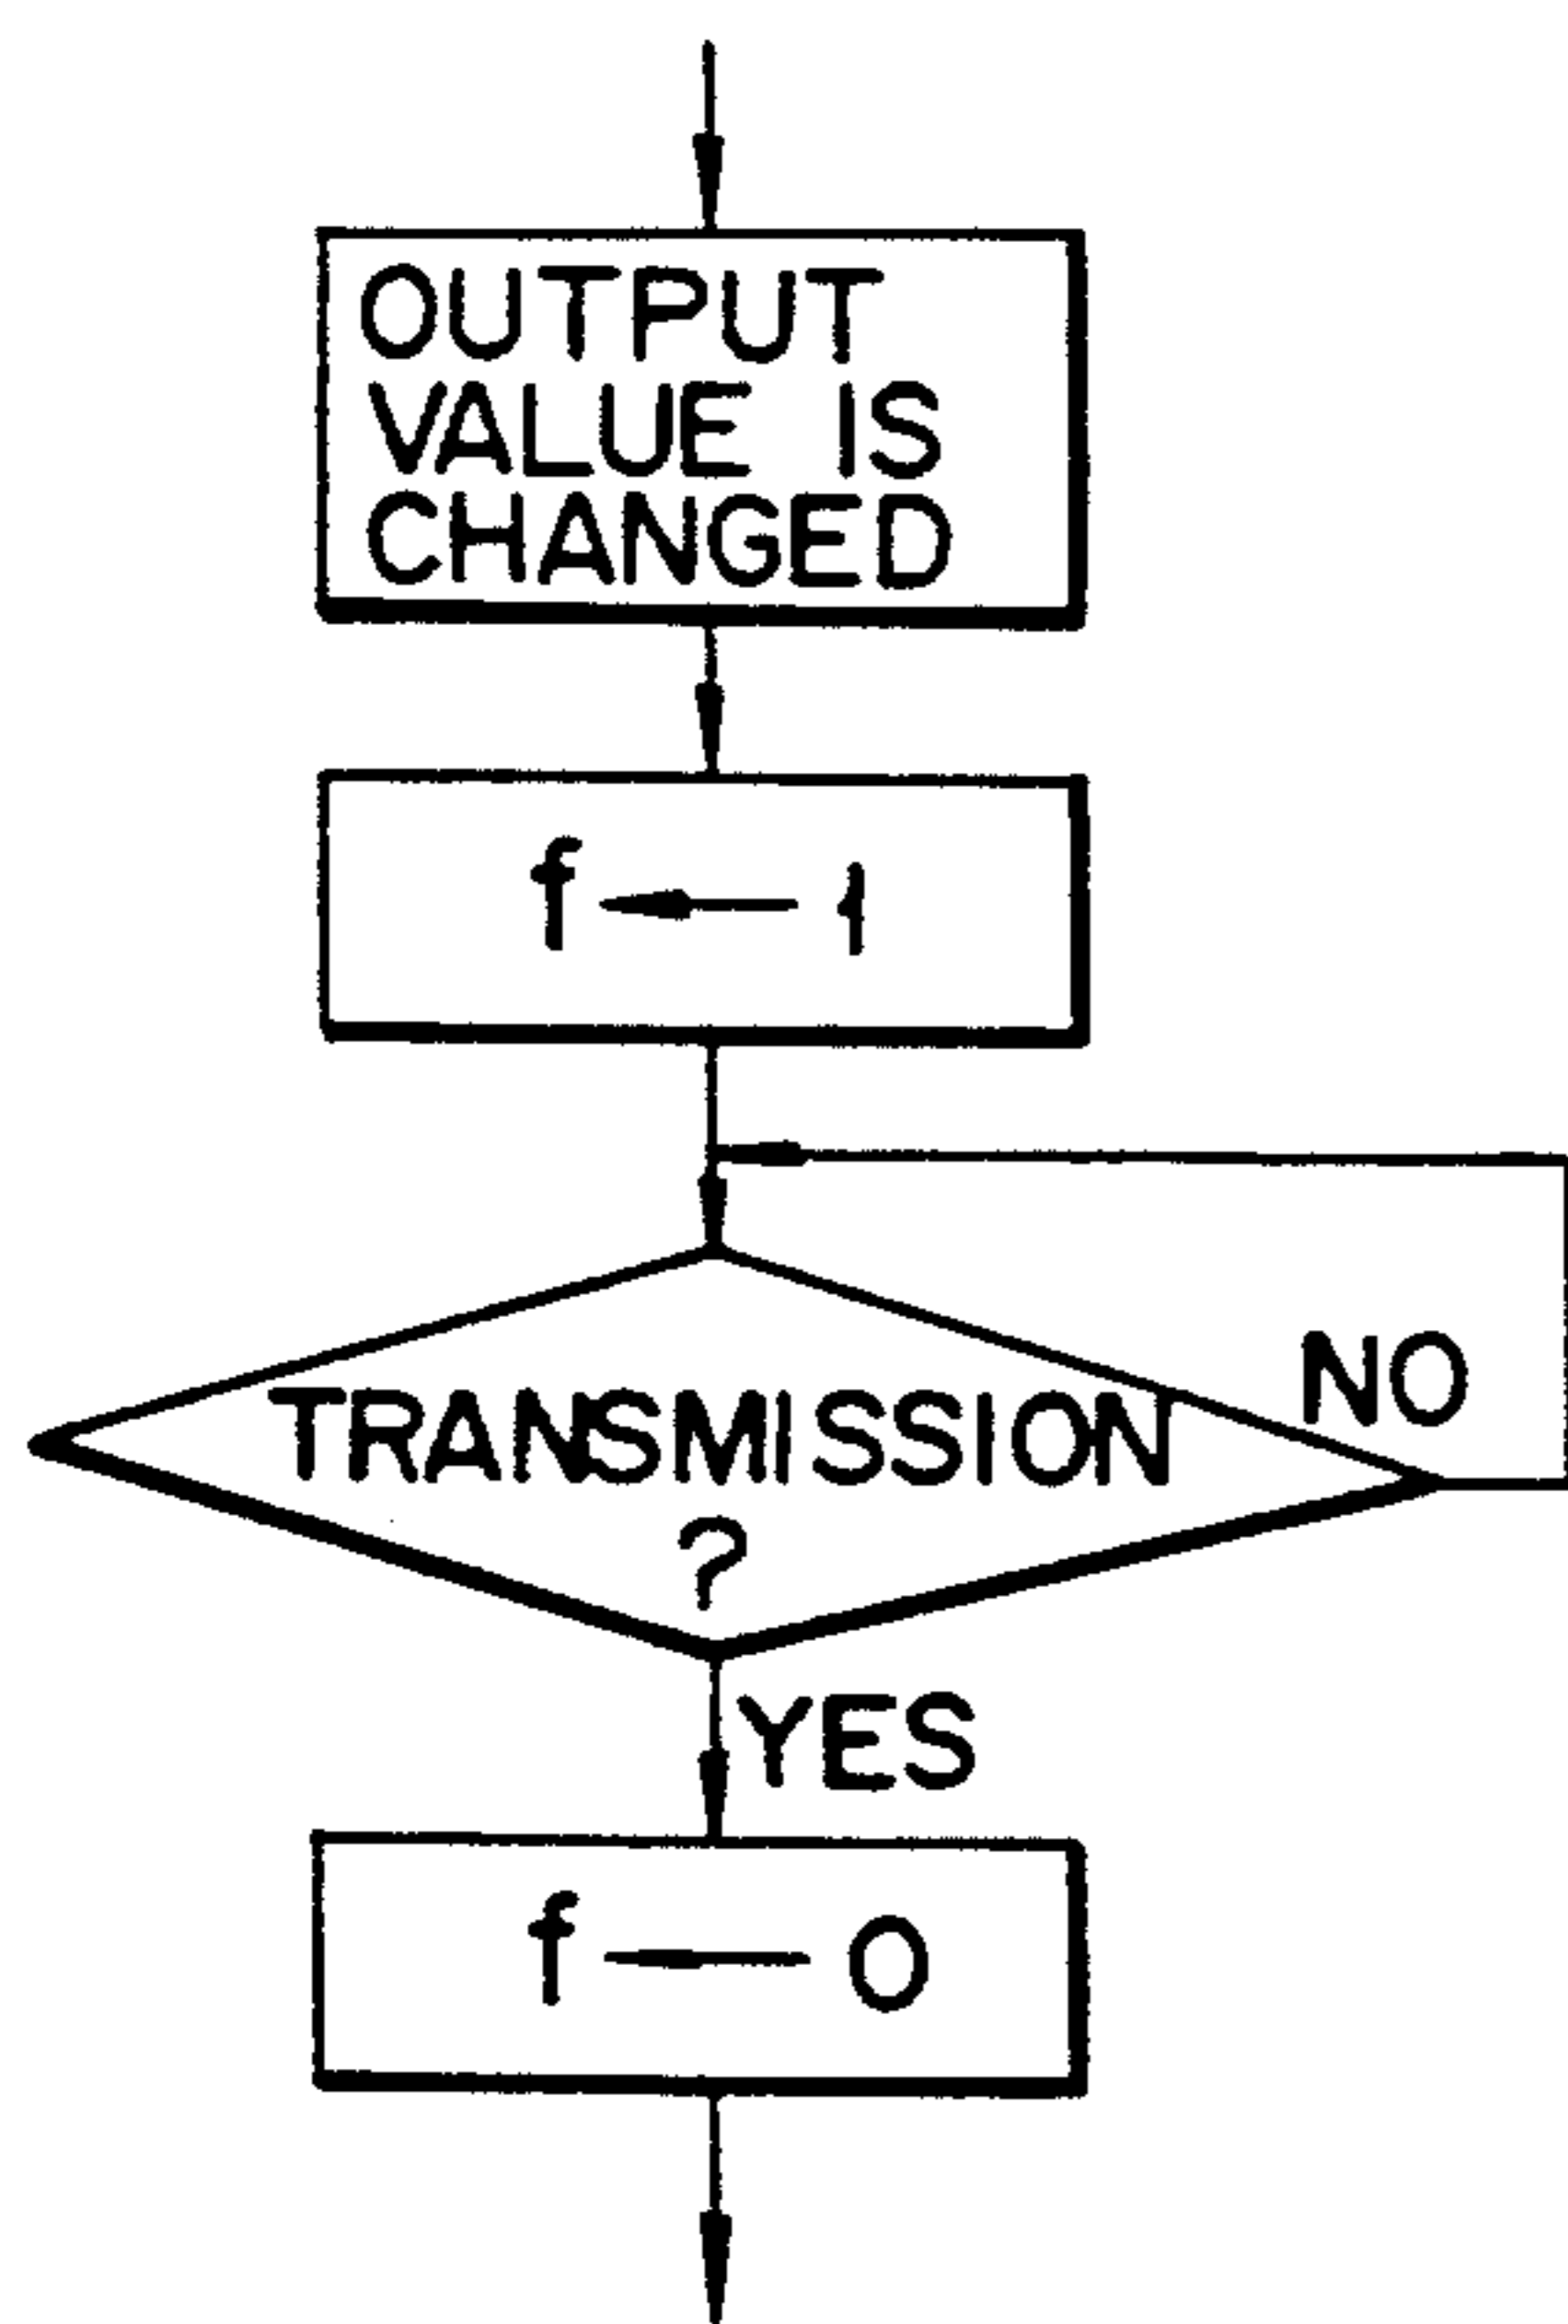 OUTPUT
VALUE IS
CHANGED
f ← 1
TRANSMISSION
?
NO
YES
f ← 0